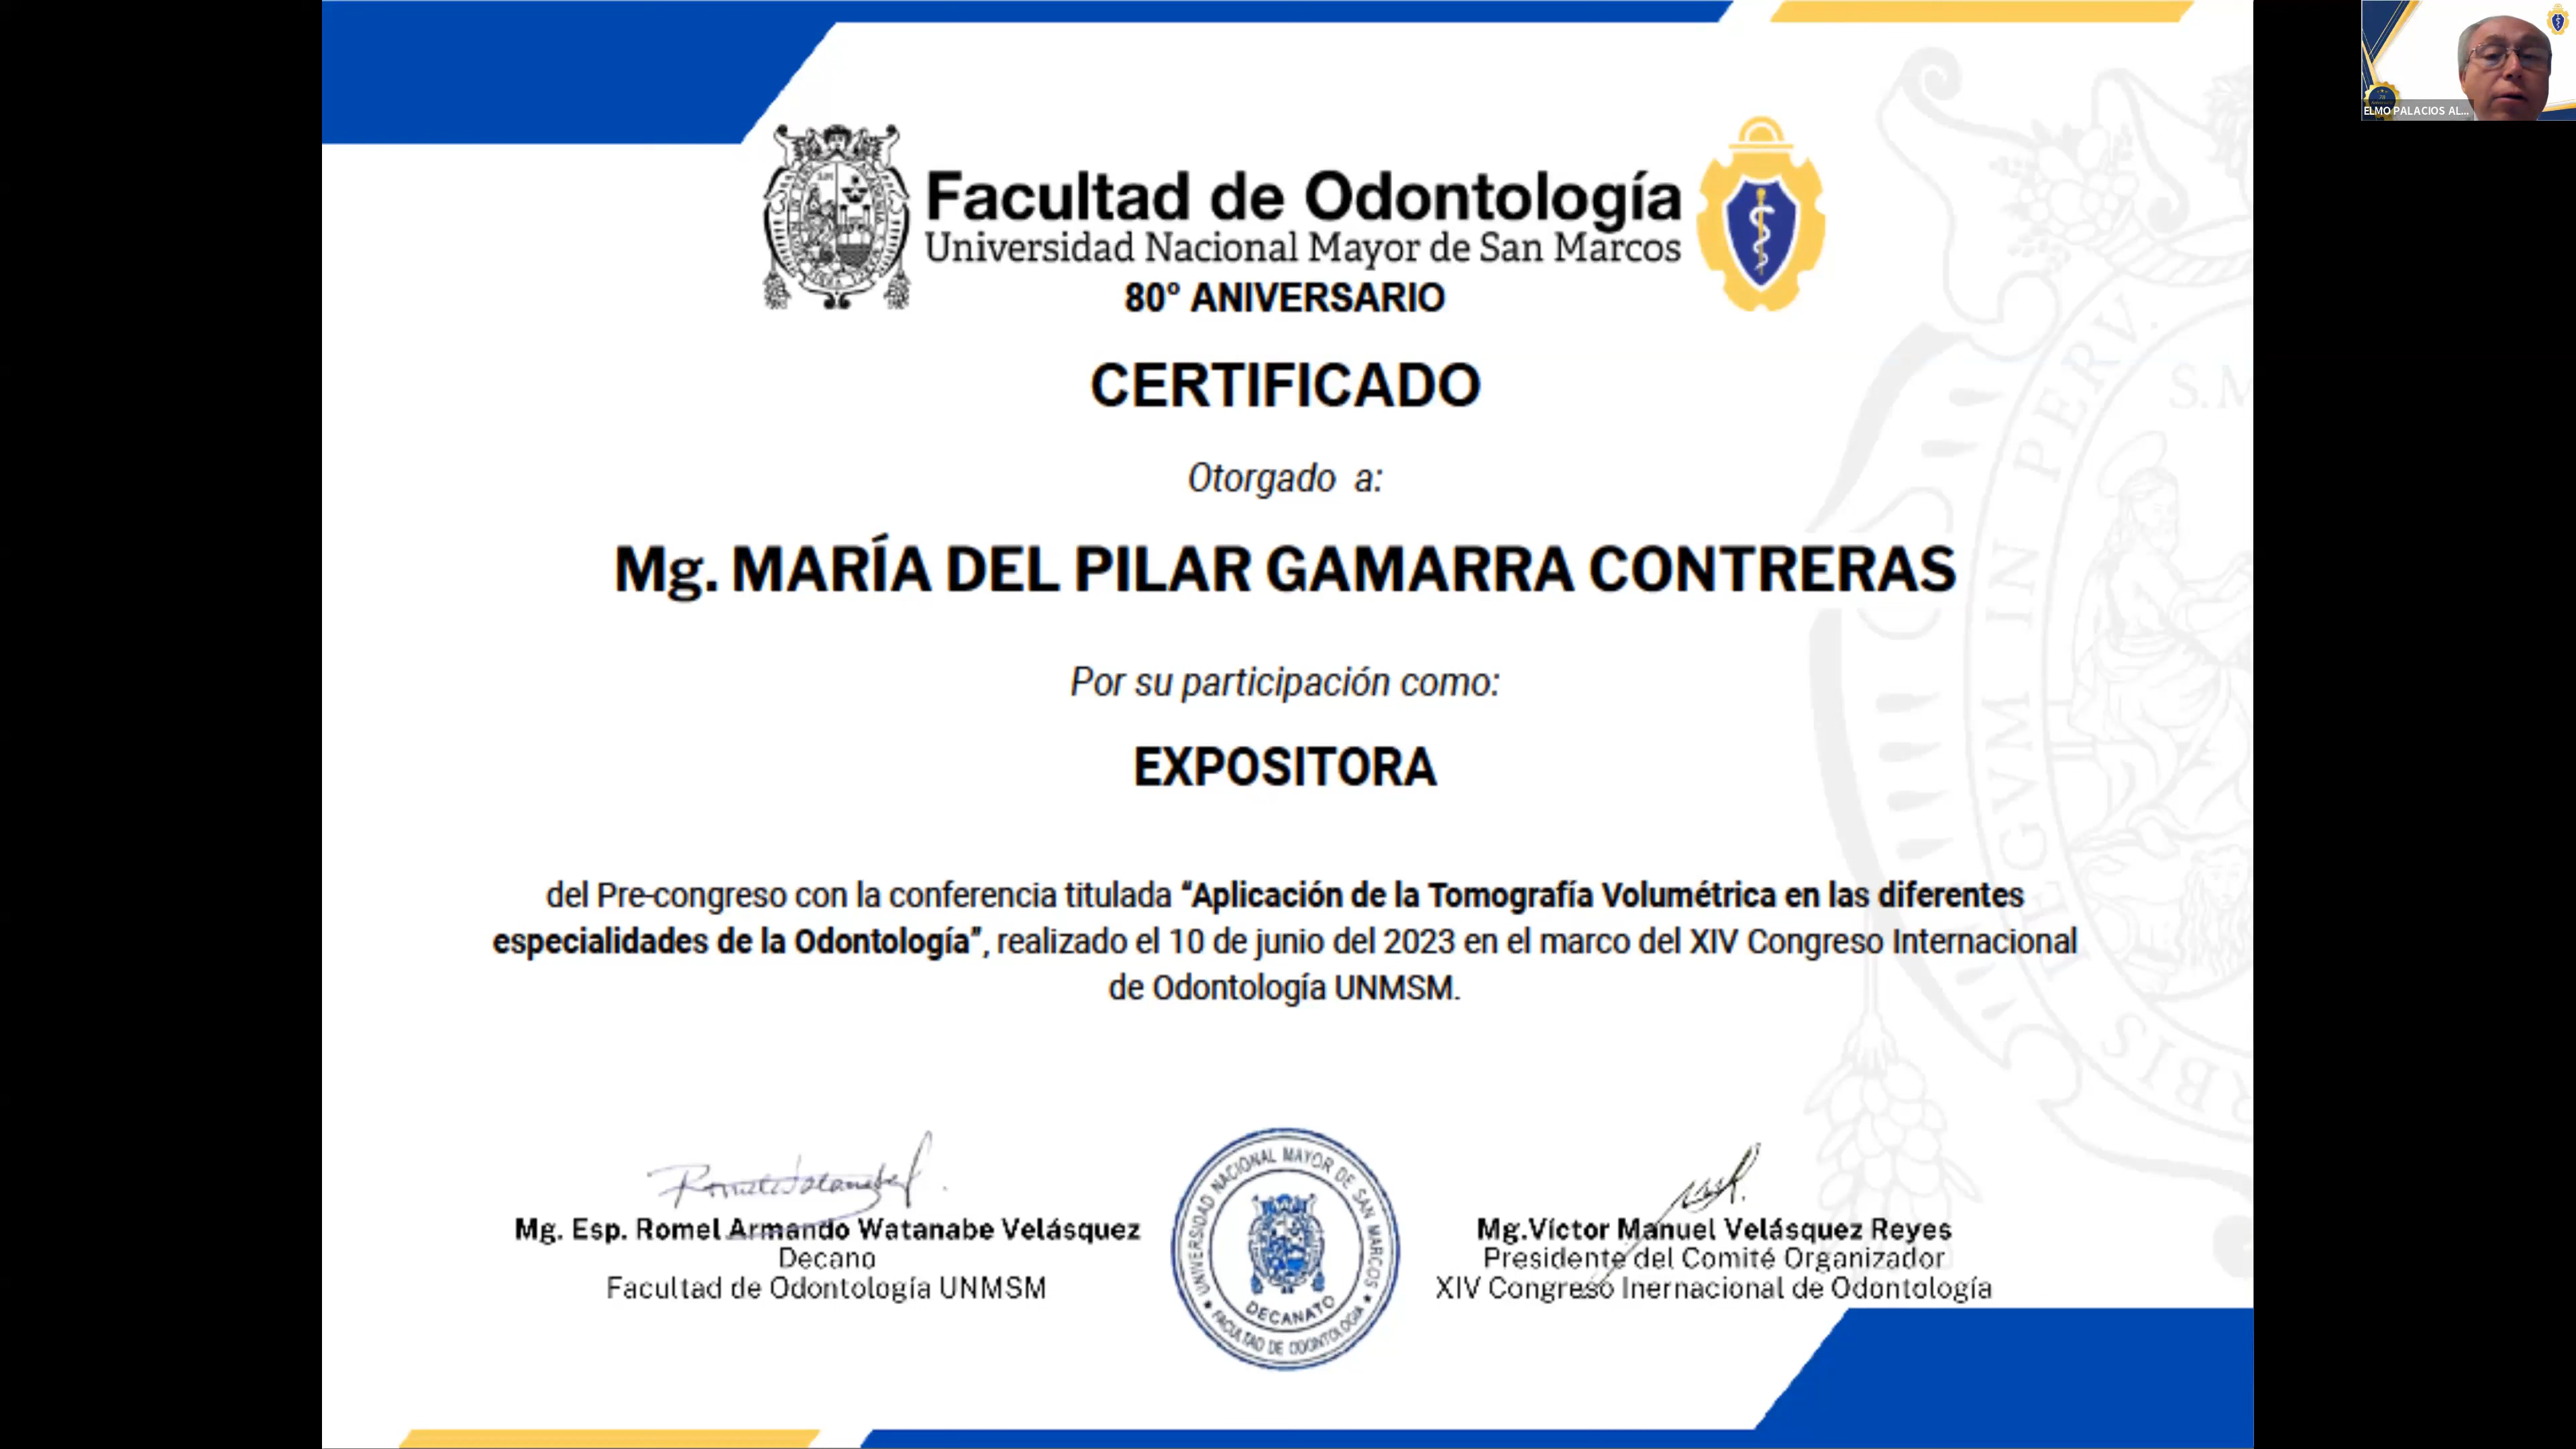 ELMO PALACIOS AL...
Facultad de Odontología
Universidad Nacional Mayor de San Marcos
80° ANIVERSARIO
CERTIFICADO
Otorgado a:
Mg. MARÍA DEL PILAR GAMARRA CONTRERAS
Por su participación como:
EXPOSITORA
del Pre-congreso con la conferencia titulada “Aplicación de la Tomografía Volumétrica en las diferentes
especialidades de la Odontología”, realizado el 10 de junio del 2023 en el marco del XIV Congreso Internacional
de Odontología UNMSM.
Mg. Esp. Romel Armando Watanabe Velásquez
Decano
Facultad de Odontología UNMSM
UNIVERSIDAD NACIONAL MAYOR DE SAN MARCOS
DECANATO
FACULTAD DE ODONTOLOGIA
Mg.Víctor Manuel Velásquez Reyes
Presidente del Comité Organizador
XIV Congreso Inernacional de Odontología